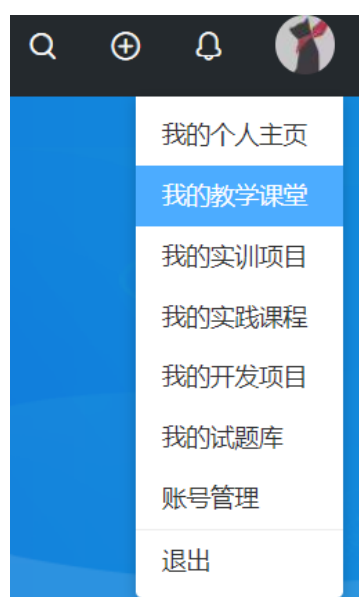 我的个人主页
我的教学课堂
我的实训项目
我的实践课程
我的开发项目
我的试题库
账号管理
退出